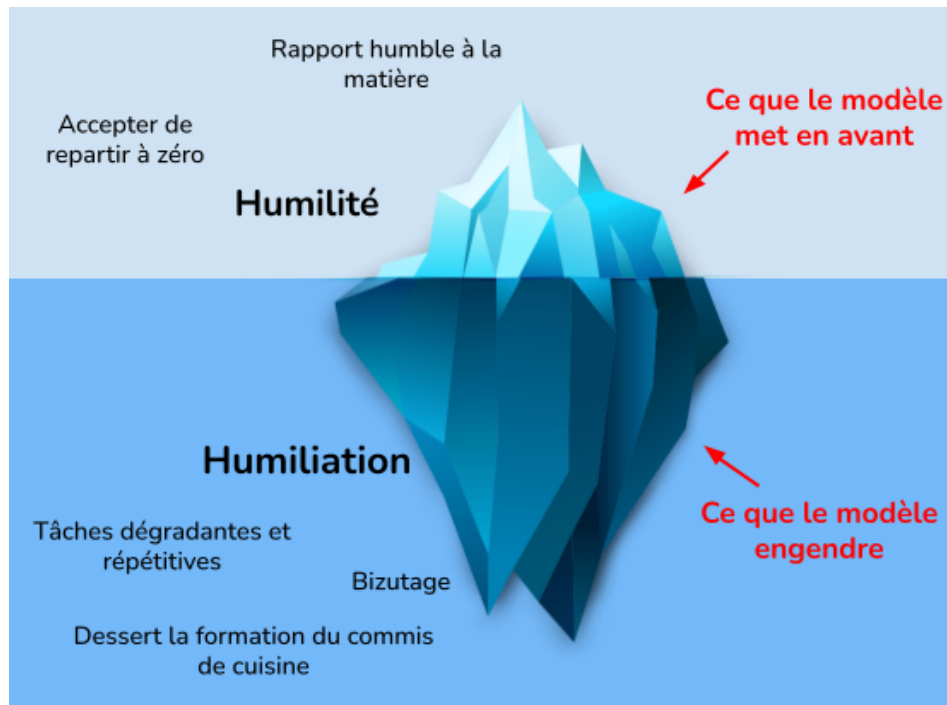 Rapport humble à la
matière
Accepter de
repartir à zéro
Ce que le modèle
met en avant
Humilité
Humiliation
Ce que le modèle
engendre
Tâches dégradantes et
répétitives
Bizutage
Dessert la formation du commis
de cuisine